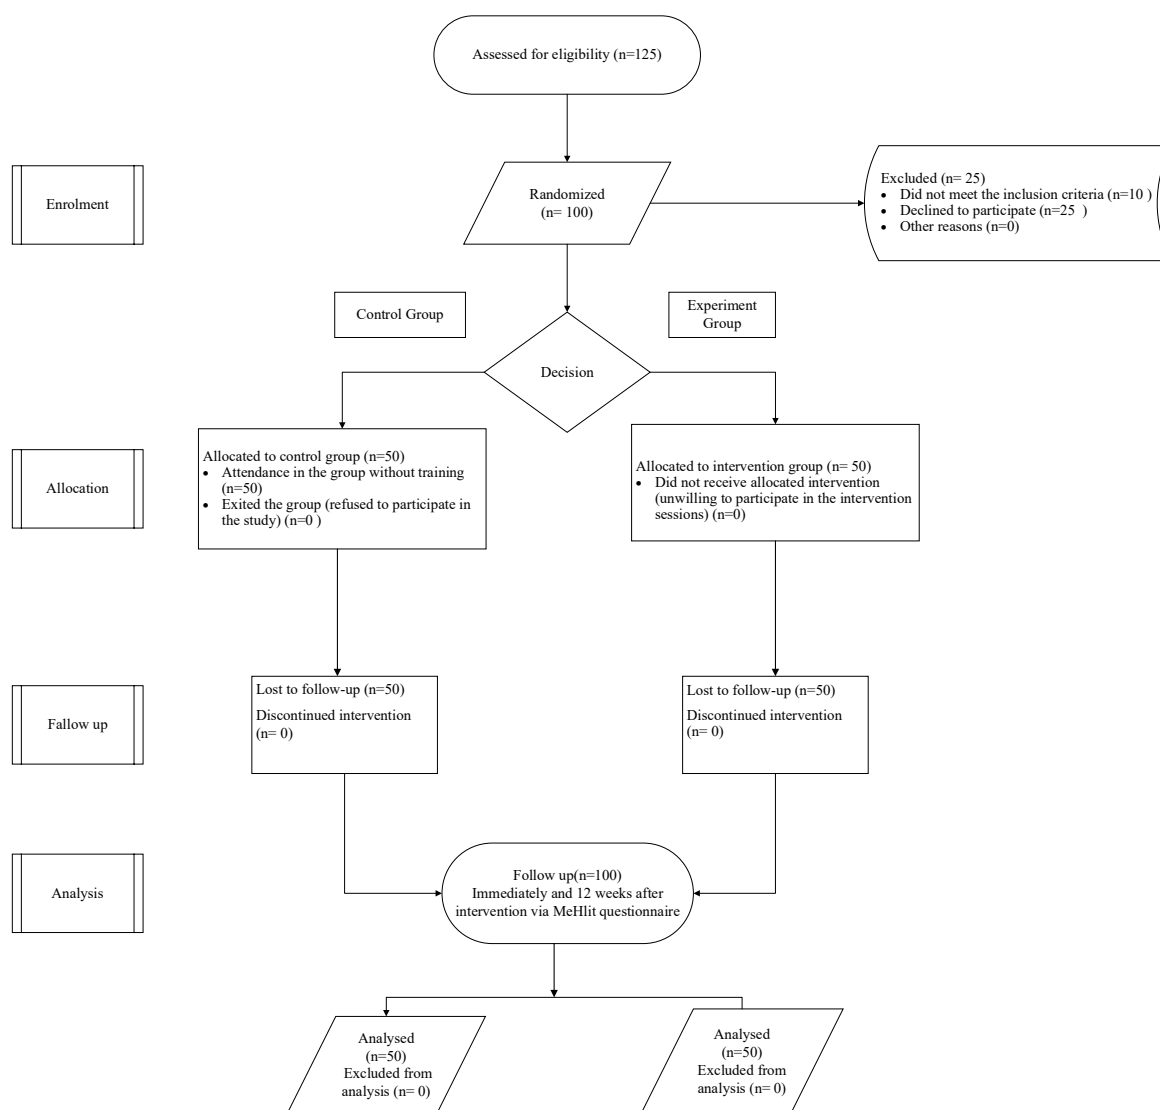 Assessed for eligibility (n=125)
Enrolment
Randomized
(n= 100)
Excluded (n= 25)
• Did not meet the inclusion criteria (n=10 )
• Declined to participate (n=25 )
• Other reasons (n=0)
Control Group
Experiment
Group
Decision
Allocation
Allocated to control group (n=50)
• Attendance in the group without training
(n=50)
• Exited the group (refused to participate in
the study) (n=0 )
Allocated to intervention group (n= 50)
• Did not receive allocated intervention
(unwilling to participate in the intervention
sessions) (n=0)
Fallow up
Lost to follow-up (n=50)
Discontinued intervention
(n= 0)
Lost to follow-up (n=50)
Discontinued intervention
(n= 0)
Analysis
Follow up(n=100)
Immediately and 12 weeks after
intervention via MeHlit questionnaire
Analysed
(n=50)
Excluded from
analysis (n= 0)
Analysed
(n=50)
Excluded from
analysis (n= 0)